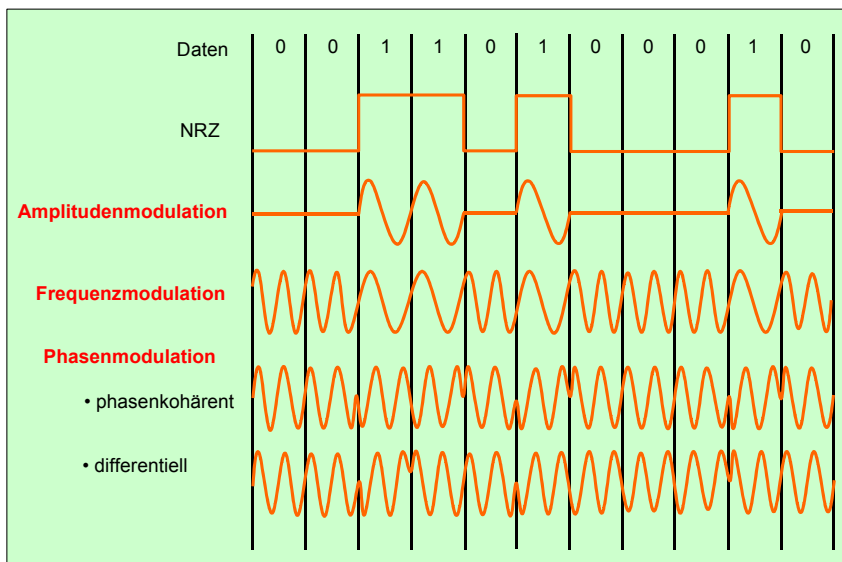 Daten 0 0 1 1 0 1 0 0 0 1 0
NRZ
Amplitudenmodulation
Frequenzmodulation
Phasenmodulation
• phasenkohärent
• differentiell